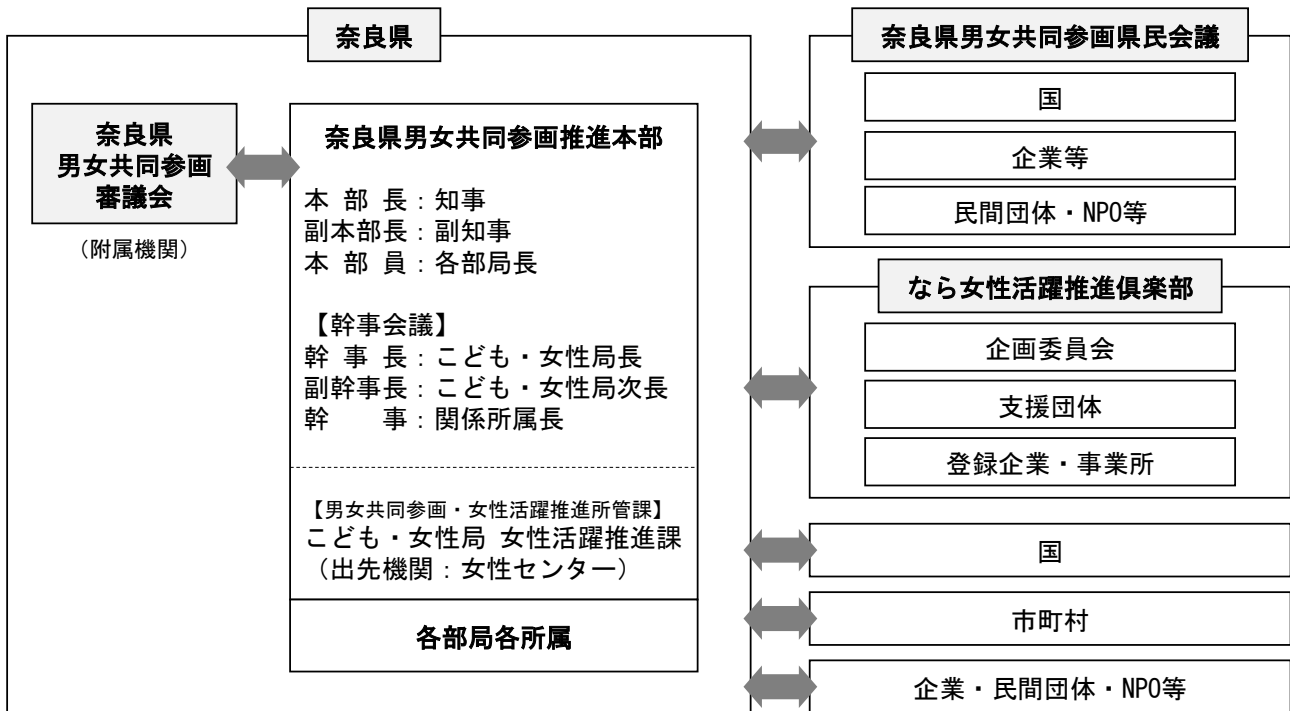 奈良県
奈良県
男女共同参画
審議会
（附属機関）
奈良県男女共同参画推進本部
本 部 長：知事
副本部長：副知事
本 部 員：各部局長
【幹事会議】
幹 事 長：こども・女性局長
副幹事長：こども・女性局次長
幹　　事：関係所属長
【男女共同参画・女性活躍推進所管課】
こども・女性局 女性活躍推進課
（出先機関：女性センター）
各部局各所属
奈良県男女共同参画県民会議
国
企業等
民間団体・NPO等
なら女性活躍推進倶楽部
企画委員会
支援団体
登録企業・事業所
国
市町村
企業・民間団体・NPO等